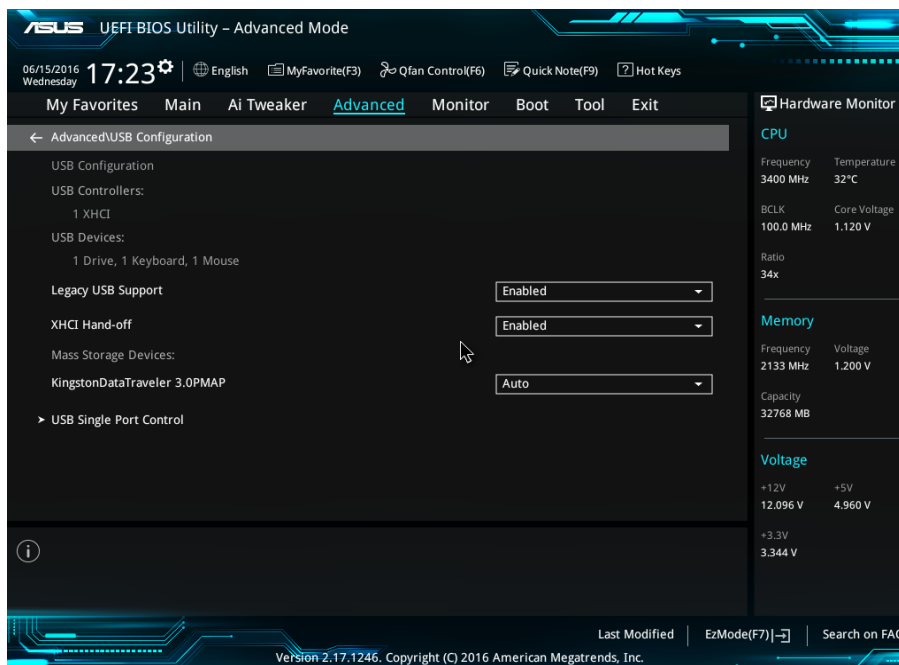 ASUS UEFI BIOS Utility – Advanced Mode
06/15/2016 Wednesday 17:23 English MyFavorite(F3) Qfan Control(F6) Quick Note(F9) ? Hot Keys
My Favorites Main Ai Tweaker Advanced Monitor Boot Tool Exit
← Advanced\USB Configuration
USB Configuration
USB Controllers:
1 XHCI
USB Devices:
1 Drive, 1 Keyboard, 1 Mouse
Legacy USB Support Enabled
XHCI Hand-off Enabled
Mass Storage Devices:
KingstonDataTraveler 3.0PMAP Auto
USB Single Port Control
Hardware Monitor
CPU
Frequency Temperature
3400 MHz 32°C
BCLK Core Voltage
100.0 MHz 1.120 V
Ratio
34x
Memory
Frequency Voltage
2133 MHz 1.200 V
Capacity
32768 MB
Voltage
+12V +5V
12.096 V 4.960 V
+3.3V
3.344 V
Last Modified EzMode(F7) Search on FAQ
Version 2.17.1246. Copyright (C) 2016 American Megatrends, Inc.